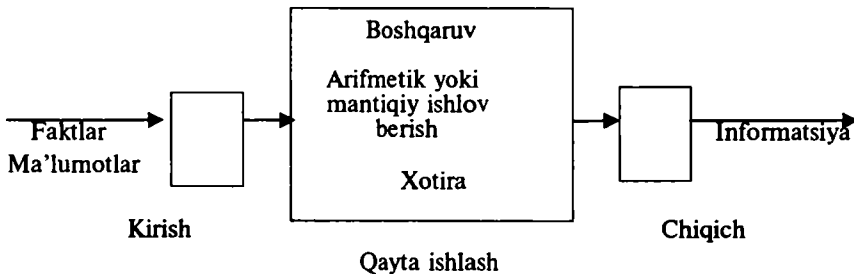 Boshqaruv
Arifmetik yoki
mantiqiy ishlov
berish
Xotira
Faktlar
Ma’lumotlar
Informatsiya
Kirish
Chiqich
Qayta ishlash